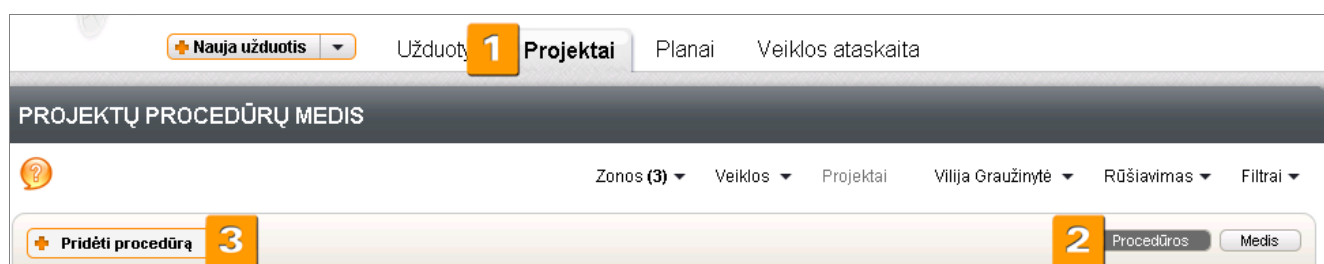 Nauja užduotis Užduoty 1 Projektai Planai Veiklos ataskaita
PROJEKTŲ PROCEDŪRŲ MEDIS
? Zonos (3) Veiklos Projektai Vilija Graužinytė Rūšiavimas Filtrai
Pridėti procedūrą 3 2 Procedūros Medis